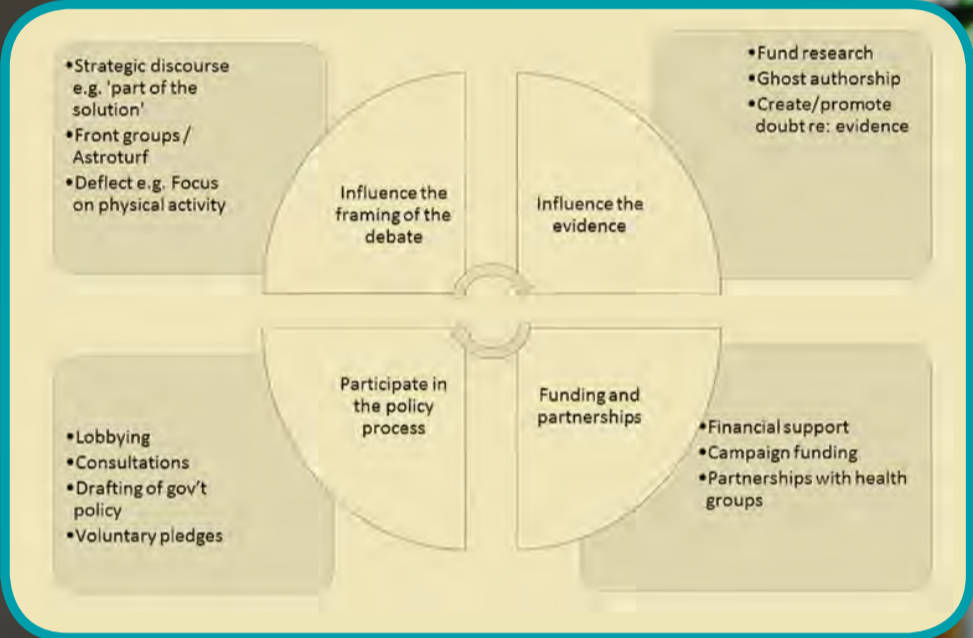 •Strategic discourse
e.g. 'part of the
solution'
•Front groups /
Astroturf
•Deflect e.g. Focus
on physical activity
Influence the
framing of the
debate
Influence the
evidence
•Fund research
•Ghost authorship
•Create/promote
doubt re: evidence
•Lobbying
•Consultations
•Drafting of gov't
policy
•Voluntary pledges
Participate in
the policy
process
Funding and
partnerships
•Financial support
•Campaign funding
•Partnerships with health
groups